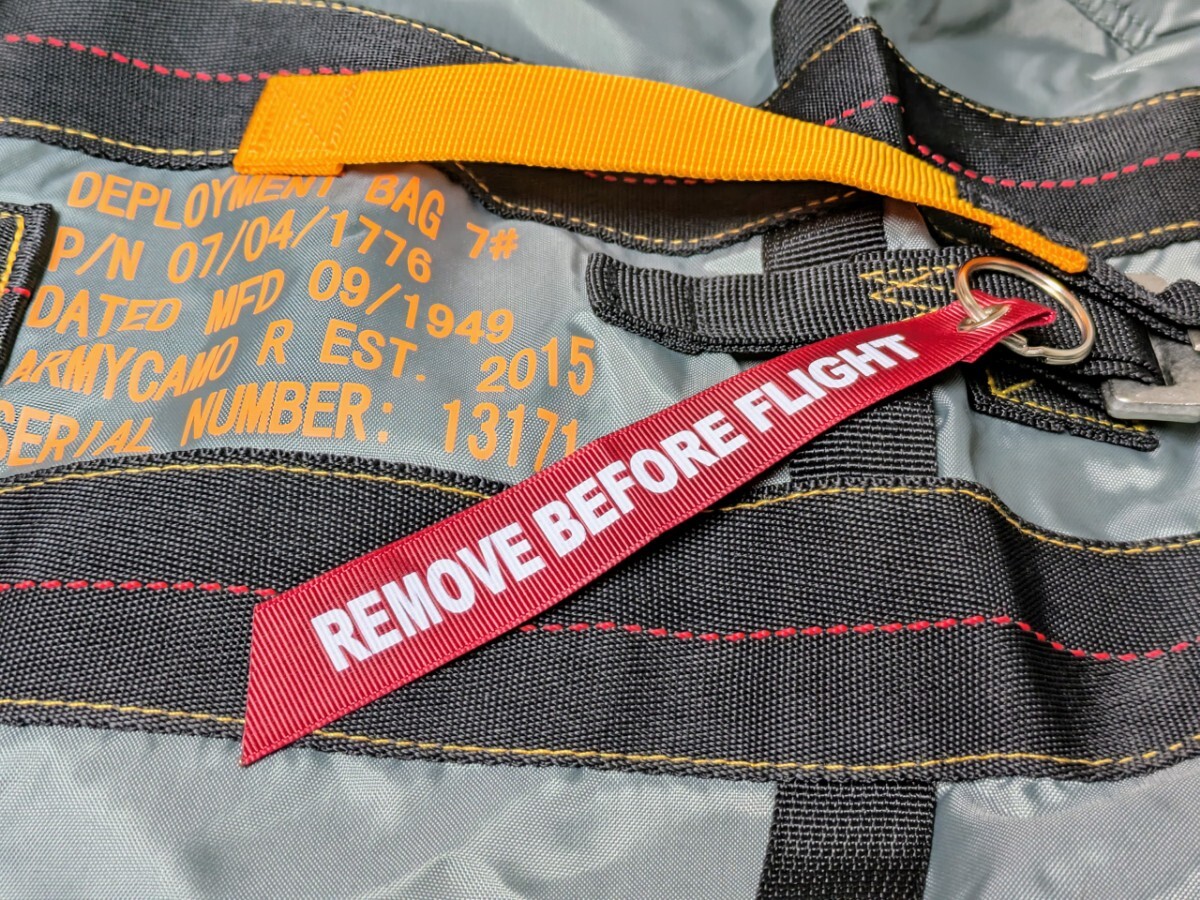 DEPLOYMENT BAG 7#
P/N 07/04/1776
DATED MFD 09/1949
ARMYCAMO R EST. 2015
SERIAL NUMBER: 13171
REMOVE BEFORE FLIGHT